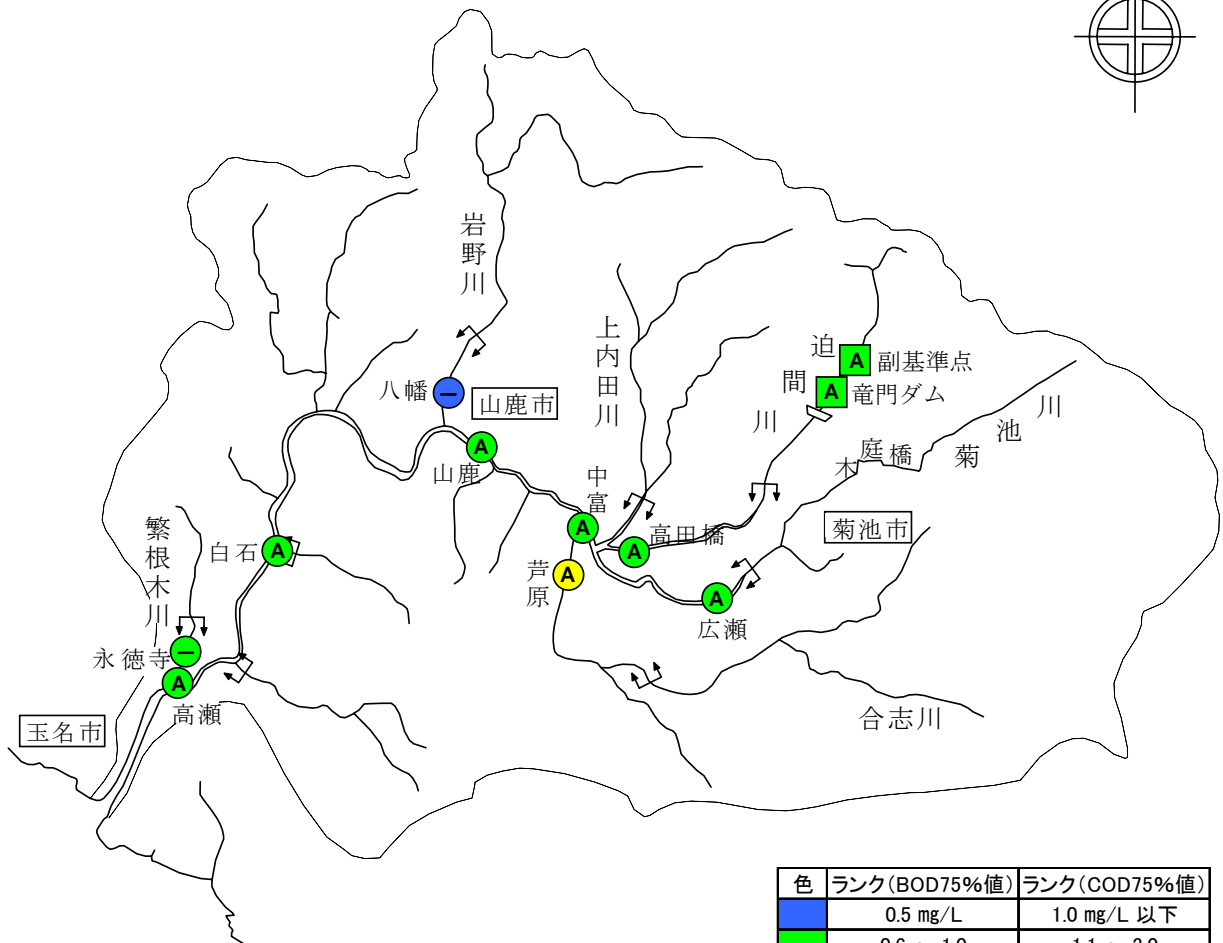 岩野川
上内田川
迫間川
副基準点
A
竜門ダム
A
八幡
ー
山鹿市
山鹿
A
中富
A
高田橋
A
木庭橋
菊池川
菊池市
繁根木川
白石
A
芦原
A
広瀬
A
永徳寺
ー
A
高瀬
合志川
玉名市
色 ランク(BOD75%値) ランク(COD75%値)
0.5 mg/L 1.0 mg/L 以下